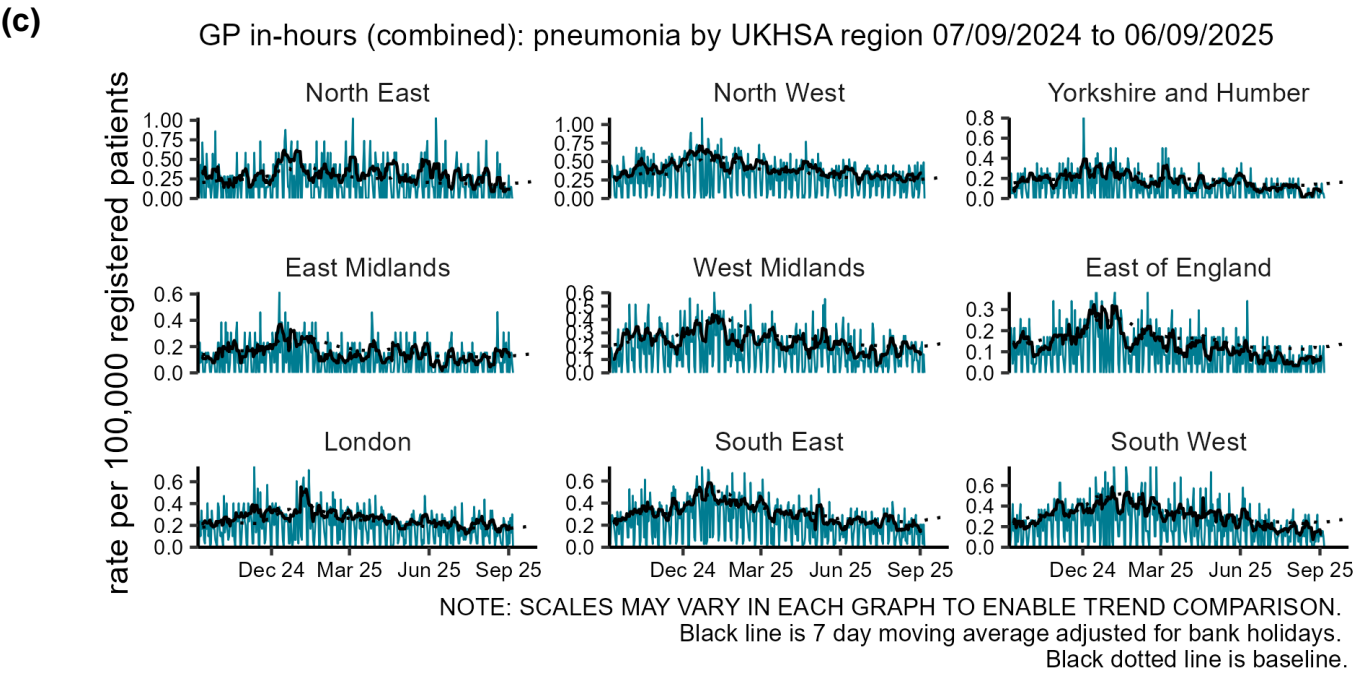 (c)
GP in-hours (combined): pneumonia by UKHSA region 07/09/2024 to 06/09/2025
rate per 100,000 registered patients
North East
1.00
0.75
0.50
0.25
0.00
North West
1.00
0.75
0.50
0.25
0.00
Yorkshire and Humber
0.8
0.6
0.4
0.2
0.0
East Midlands
0.6
0.4
0.2
0.0
West Midlands
0.6
0.5
0.4
0.3
0.2
0.1
0.0
East of England
0.3
0.2
0.1
0.0
London
0.6
0.4
0.2
0.0
Dec 24 Mar 25 Jun 25 Sep 25
South East
0.6
0.4
0.2
0.0
Dec 24 Mar 25 Jun 25 Sep 25
South West
0.6
0.4
0.2
0.0
Dec 24 Mar 25 Jun 25 Sep 25
NOTE: SCALES MAY VARY IN EACH GRAPH TO ENABLE TREND COMPARISON.
Black line is 7 day moving average adjusted for bank holidays.
Black dotted line is baseline.